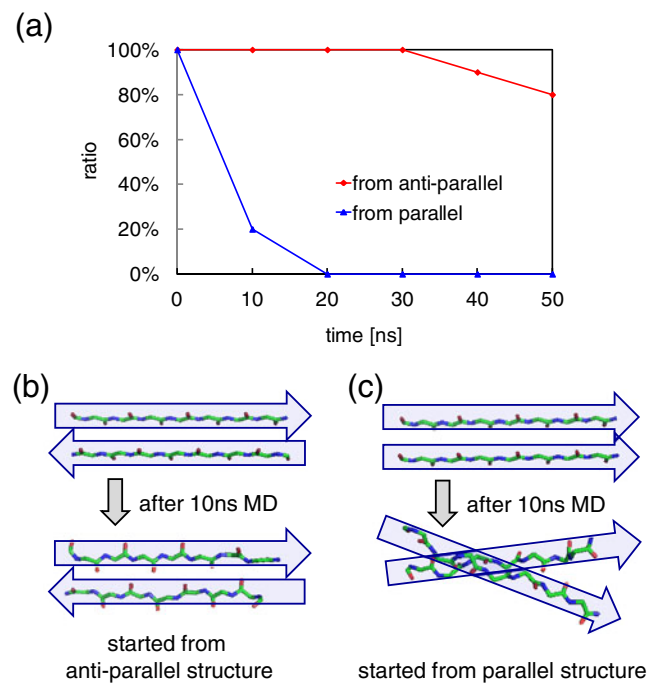 (a)
100%
80%
60%
40%
20%
0%
ratio
from anti-parallel
from parallel
0 10 20 30 40 50
time [ns]
(b)
after 10ns MD
started from
anti-parallel structure
(c)
after 10ns MD
started from parallel structure